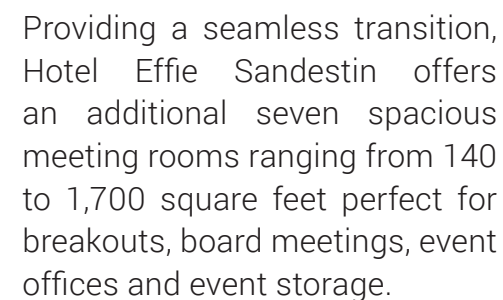 Providing a seamless transition,
Hotel Effie Sandestin offers
an additional seven spacious
meeting rooms ranging from 140
to 1,700 square feet perfect for
breakouts, board meetings, event
offices and event storage.